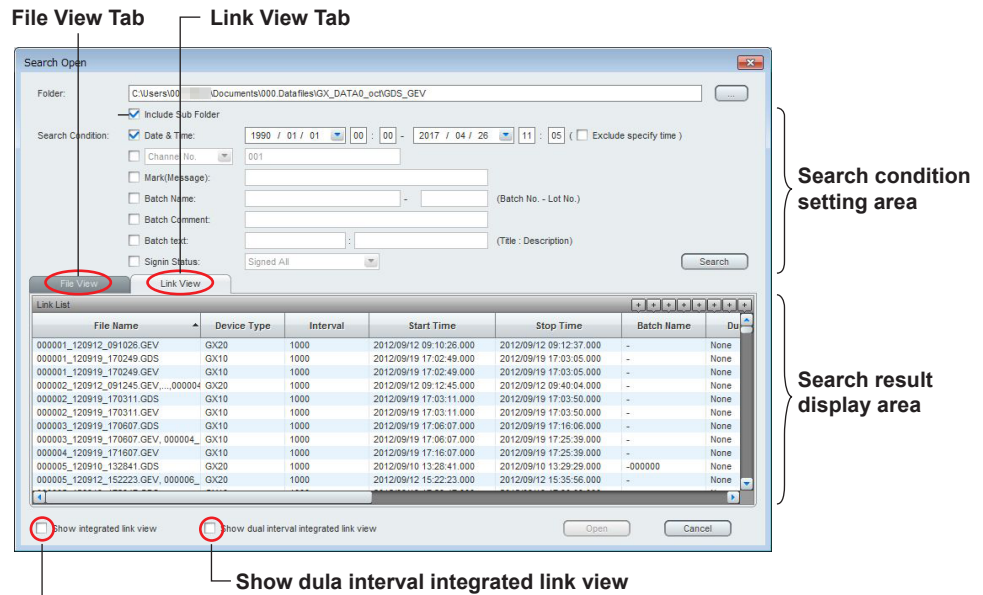 File View Tab Link View Tab
Search Open
Folder: C:\Users\00 \Documents\000.Datafiles\GX_DATA0_oct\GDS_GEV ...
Include Sub Folder
Search Condition: Date & Time: 1990 / 01 / 01 00 : 00 - 2017 / 04 / 26 11 : 05 ( Exclude specify time )
Channel No. 001
Mark(Message):
Batch Name: - (Batch No. - Lot No.)
Batch Comment:
Batch text: : (Title : Description)
Signin Status: Signed All Search
Search condition
setting area
File View Link View
Link List + + + + + + + +
File Name Device Type Interval Start Time Stop Time Batch Name Du
000001_120912_091026.GEV GX20 1000 2012/09/12 09:10:26.000 2012/09/12 09:12:37.000 - None
000001_120919_170249.GDS GX10 1000 2012/09/19 17:02:49.000 2012/09/19 17:03:05.000 - None
000001_120919_170249.GEV GX10 1000 2012/09/19 17:02:49.000 2012/09/19 17:03:05.000 - None
000002_120912_091245.GEV,...,000004 GX20 1000 2012/09/12 09:12:45.000 2012/09/12 09:40:04.000 - None
000002_120919_170311.GDS GX10 1000 2012/09/19 17:03:11.000 2012/09/19 17:03:50.000 - None
000002_120919_170311.GEV GX10 1000 2012/09/19 17:03:11.000 2012/09/19 17:03:50.000 - None
000003_120919_170607.GDS GX10 1000 2012/09/19 17:06:07.000 2012/09/19 17:16:06.000 - None
000003_120919_170607.GEV, 000004_ GX10 1000 2012/09/19 17:06:07.000 2012/09/19 17:25:39.000 - None
000004_120919_171607.GEV GX10 1000 2012/09/19 17:16:07.000 2012/09/19 17:25:39.000 - None
000005_120910_132841.GDS GX20 1000 2012/09/10 13:28:41.000 2012/09/10 13:29:29.000 -000000 None
000005_120912_152223.GEV, 000006_ GX20 1000 2012/09/12 15:22:23.000 2012/09/12 15:35:56.000 - None
Search result
display area
Show integrated link view Show dual interval integrated link view Open Cancel
Show dula interval integrated link view